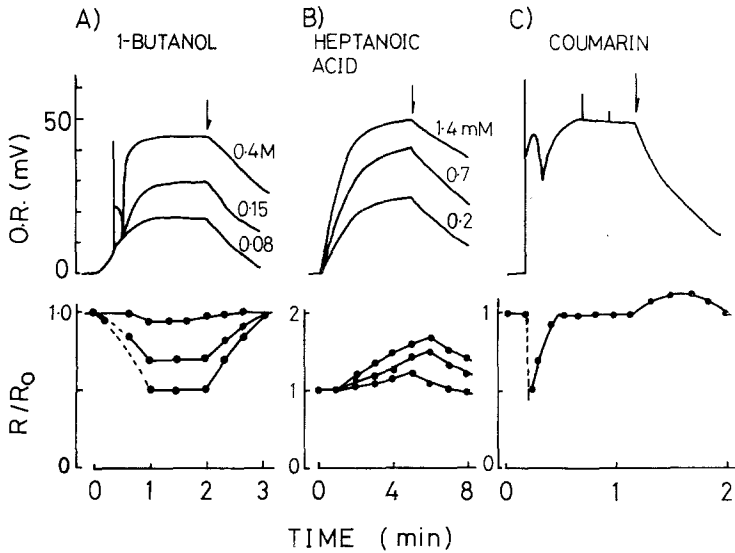 A)
1-BUTANOL
B)
HEPTANOIC
ACID
C)
COUMARIN
O.R. (mV)
50
0
0·4M
0·15
0·08
1·4 mM
0·7
0·2
R/R₀
1·0
0
2
1
0
1
0
0 1 2 3
0 4 8
0 1 2
TIME (min)